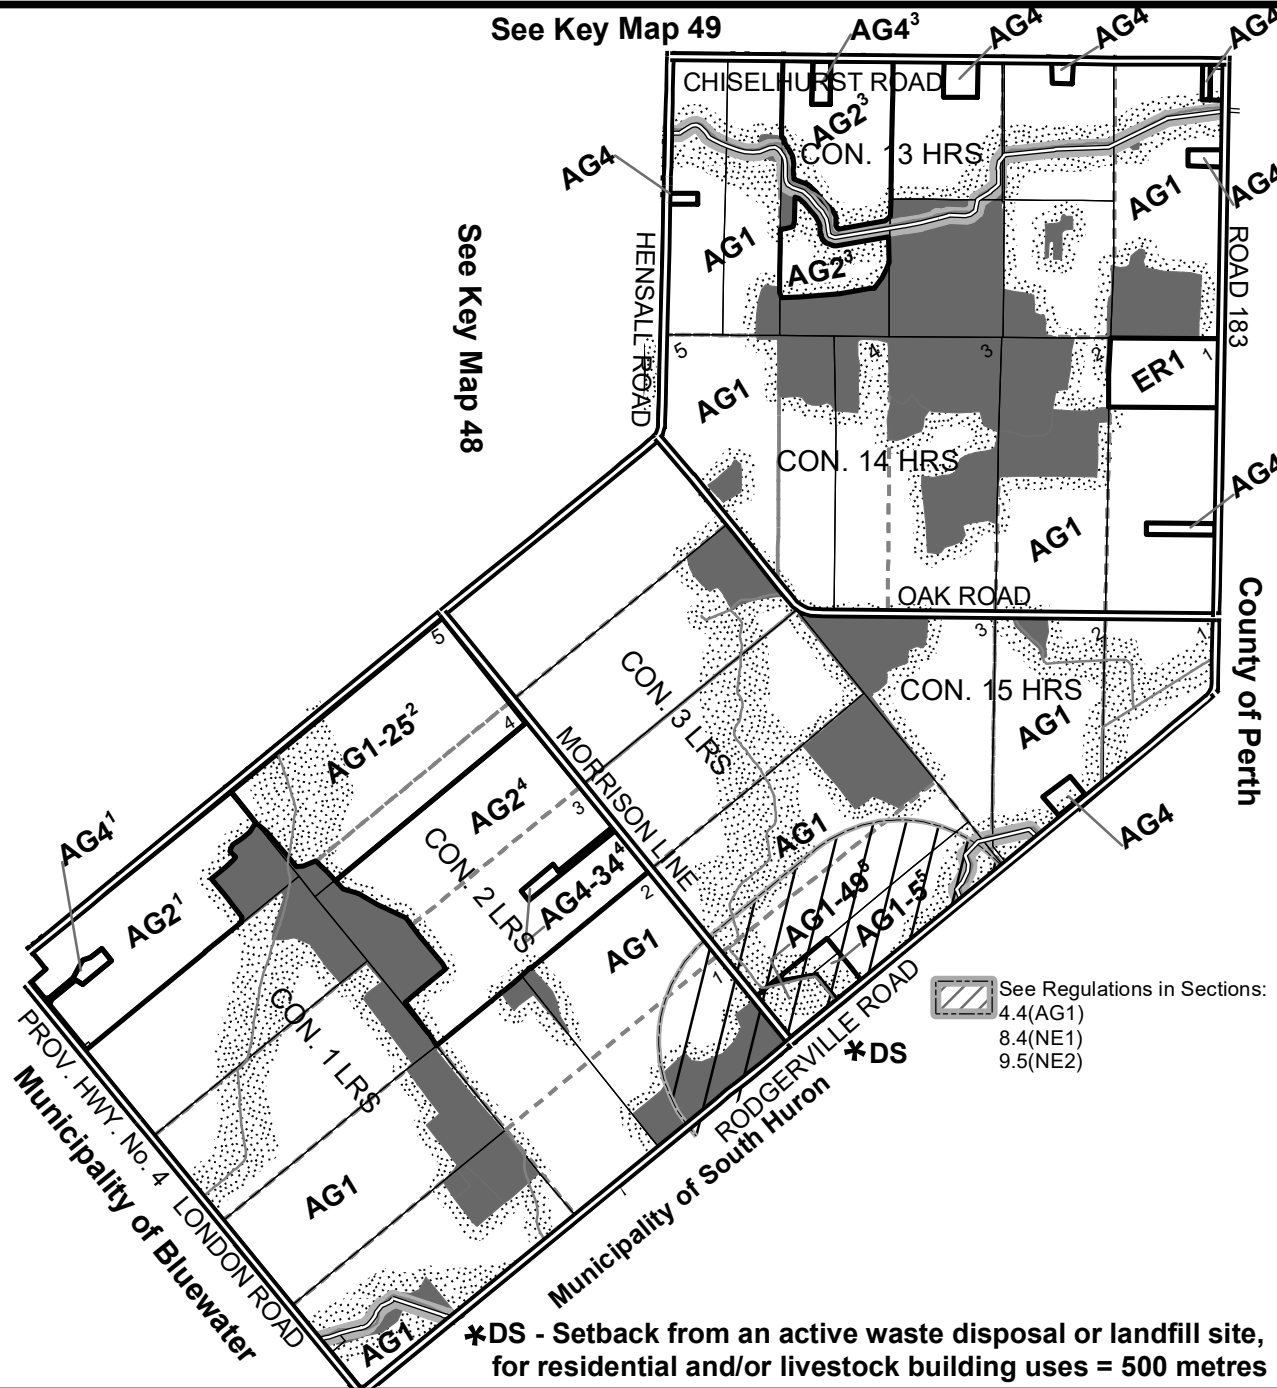 See Key Map 49
AG4³
AG4
AG4
AG4
CHISELHURST ROAD
AG2³
CON. 13 HRS
AG4
AG4
AG1
AG1
AG2³
HENSALL ROAD
ROAD 183
See Key Map 48
5
4
3
2
1
ER1
AG1
CON. 14 HRS
AG4
AG1
OAK ROAD
County of Perth
5
3
2
1
CON. 3 LRS
CON. 15 HRS
AG1
AG1-25²
4
MORRISON LINE
AG2⁴
3
AG4
AG4¹
CON. 2 LRS
AG1
AG4-34⁴
2
AG1-49⁵
AG1-5⁵
AG2¹
AG1
1
See Regulations in Sections:
4.4(AG1)
8.4(NE1)
9.5(NE2)
CON. 1 LRS
RODGERVILLE ROAD
*DS
PROV. HWY. No. 4
LONDON ROAD
Municipality of Bluewater
Municipality of South Huron
AG1
AG1
*DS - Setback from an active waste disposal or landfill site,
for residential and/or livestock building uses = 500 metres